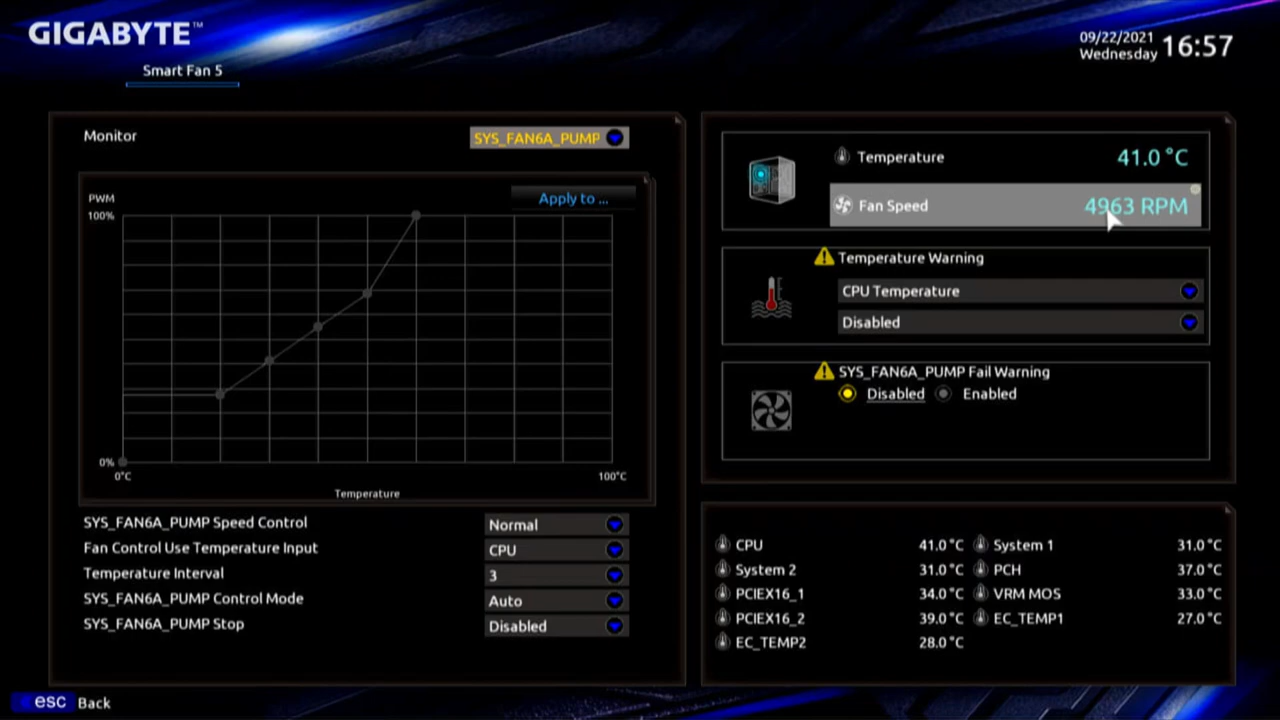 GIGABYTE™
09/22/2021
Wednesday 16:57
Smart Fan 5
Monitor
SYS_FAN6A_PUMP
PWM
Apply to ...
100%
0%
0°C
100°C
Temperature
SYS_FAN6A_PUMP Speed Control Normal
Fan Control Use Temperature Input CPU
Temperature Interval 3
SYS_FAN6A_PUMP Control Mode Auto
SYS_FAN6A_PUMP Stop Disabled
Temperature 41.0°C
Fan Speed 4963 RPM
Temperature Warning
CPU Temperature
Disabled
SYS_FAN6A_PUMP Fail Warning
Disabled Enabled
CPU 41.0°C System 1 31.0°C
System 2 31.0°C PCH 37.0°C
PCIEX16_1 34.0°C VRM MOS 33.0°C
PCIEX16_2 39.0°C EC_TEMP1 27.0°C
EC_TEMP2 28.0°C
esc Back